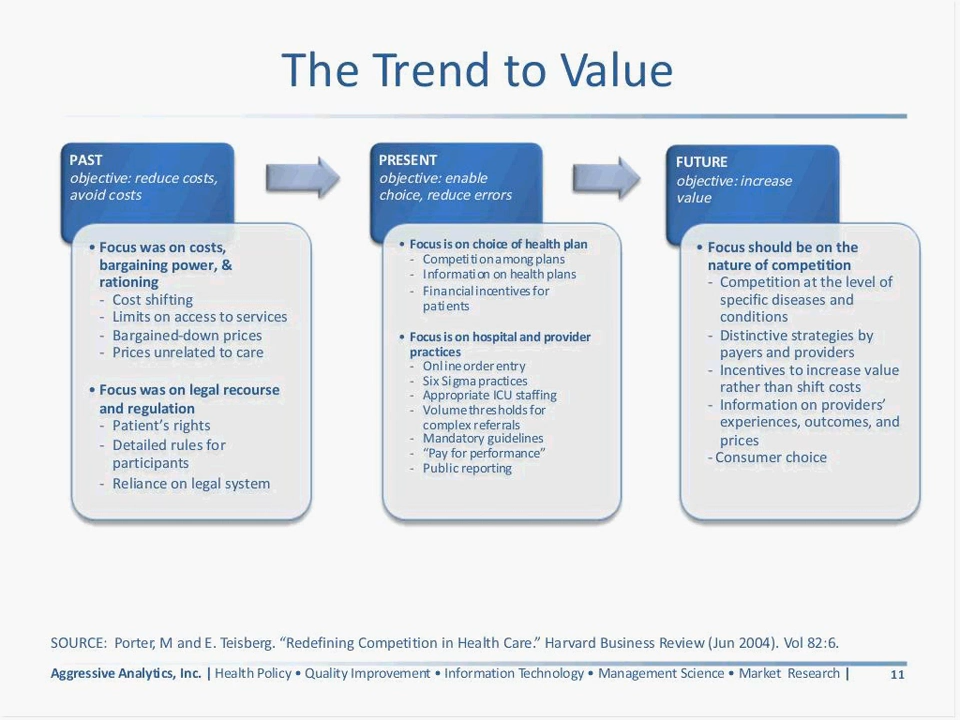 The Trend to Value
PAST
objective: reduce costs,
avoid costs
• Focus was on costs,
bargaining power, &
rationing
- Cost shifting
- Limits on access to services
- Bargained-down prices
- Prices unrelated to care
• Focus was on legal recourse
and regulation
- Patient's rights
- Detailed rules for
participants
- Reliance on legal system
PRESENT
objective: enable
choice, reduce errors
• Focus is on choice of health plan
- Competition among plans
- Information on health plans
- Financial incentives for
patients
• Focus is on hospital and provider
practices
- Online order entry
- Six Sigma practices
- Appropriate ICU staffing
- Volume thresholds for
complex referrals
- Mandatory guidelines
- “Pay for performance”
- Public reporting
FUTURE
objective: increase
value
• Focus should be on the
nature of competition
- Competition at the level of
specific diseases and
conditions
- Distinctive strategies by
payers and providers
- Incentives to increase value
rather than shift costs
- Information on providers’
experiences, outcomes, and
prices
- Consumer choice
SOURCE: Porter, M and E. Teisberg. “Redefining Competition in Health Care.” Harvard Business Review (Jun 2004). Vol 82:6.
Aggressive Analytics, Inc. | Health Policy • Quality Improvement • Information Technology • Management Science • Market Research | 11